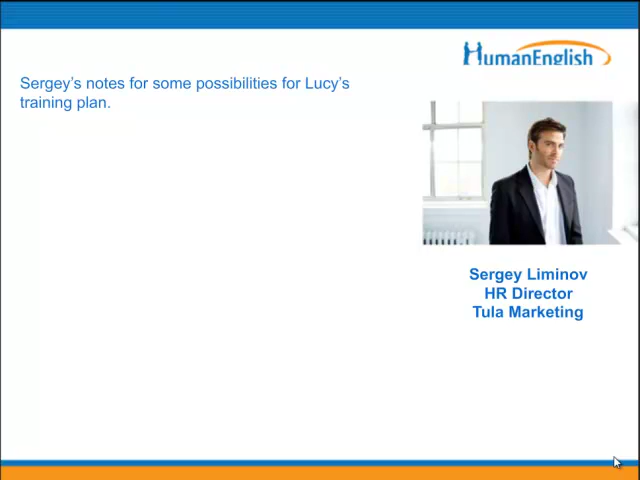 HumanEnglish
Sergey's notes for some possibilities for Lucy's
training plan.
Sergey Liminov
HR Director
Tula Marketing